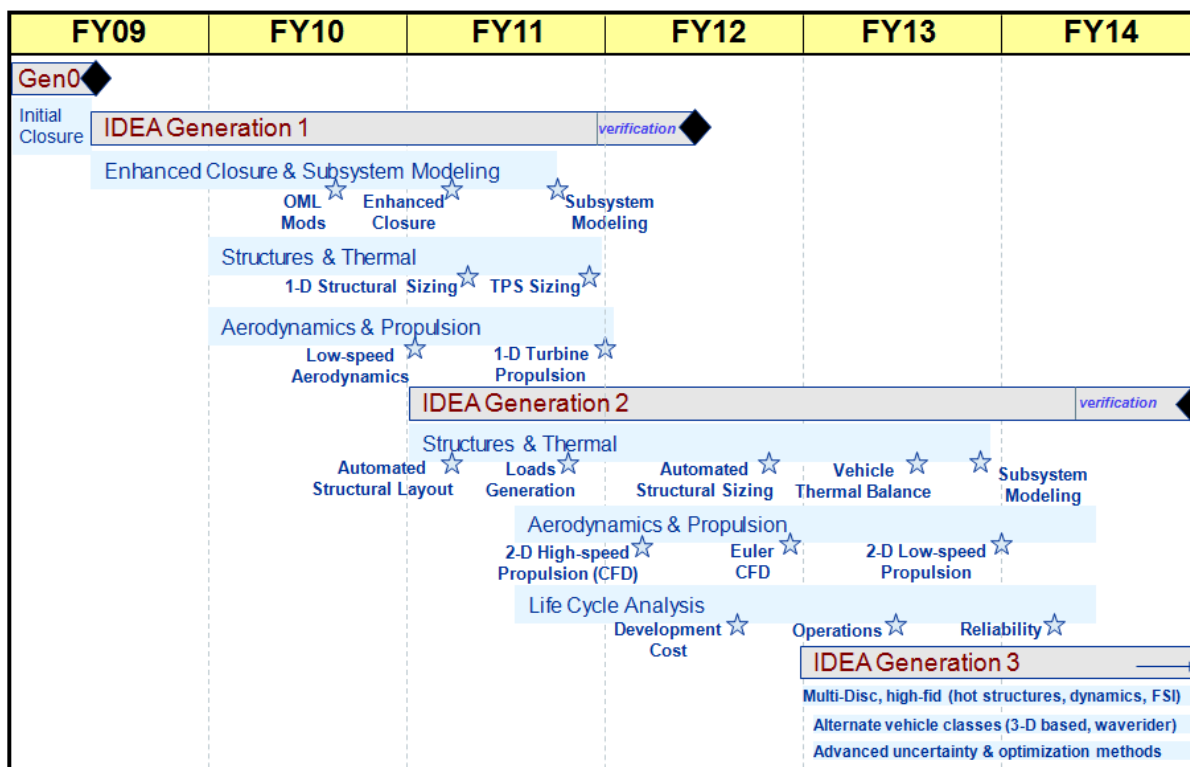 FY09 FY10 FY11 FY12 FY13 FY14
Gen0
Initial
Closure
IDEA Generation 1
verification
Enhanced Closure & Subsystem Modeling
OML
Mods
Enhanced
Closure
Subsystem
Modeling
Structures & Thermal
1-D Structural Sizing
TPS Sizing
Aerodynamics & Propulsion
Low-speed
Aerodynamics
1-D Turbine
Propulsion
IDEA Generation 2
verification
Structures & Thermal
Automated
Structural Layout
Loads
Generation
Automated
Structural Sizing
Vehicle
Thermal Balance
Subsystem
Modeling
Aerodynamics & Propulsion
2-D High-speed
Propulsion (CFD)
Euler
CFD
2-D Low-speed
Propulsion
Life Cycle Analysis
Development
Cost
Operations
Reliability
IDEA Generation 3
Multi-Disc, high-fid (hot structures, dynamics, FSI)
Alternate vehicle classes (3-D based, waverider)
Advanced uncertainty & optimization methods